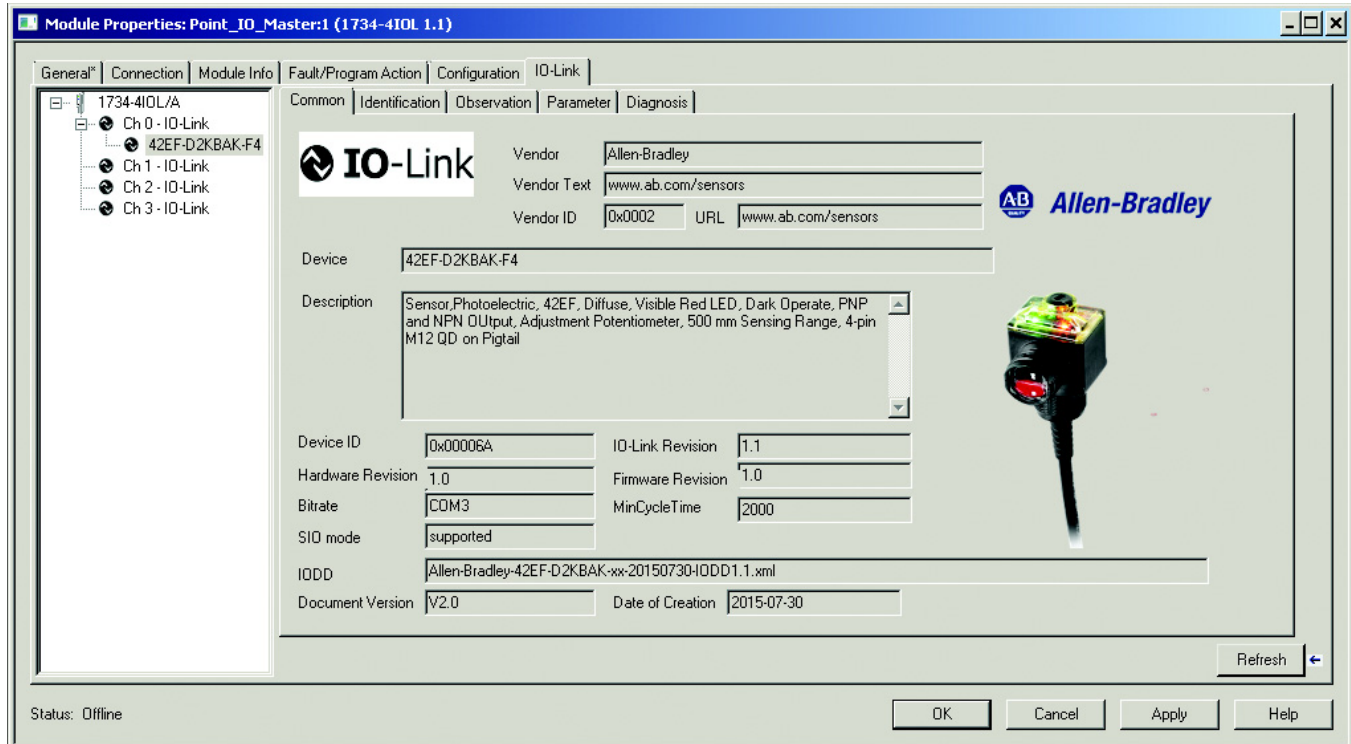 Module Properties: Point_IO_Master:1 (1734-4IOL 1.1)
General* Connection Module Info Fault/Program Action Configuration IO-Link
1734-4IOL/A
Ch 0 - IO-Link
42EF-D2KBAK-F4
Ch 1 - IO-Link
Ch 2 - IO-Link
Ch 3 - IO-Link
Common Identification Observation Parameter Diagnosis
IO-Link
Vendor Allen-Bradley
Vendor Text www.ab.com/sensors
Vendor ID 0x0002 URL www.ab.com/sensors
AB Allen-Bradley
Device 42EF-D2KBAK-F4
Description Sensor,Photoelectric, 42EF, Diffuse, Visible Red LED, Dark Operate, PNP
and NPN OUtput, Adjustment Potentiometer, 500 mm Sensing Range, 4-pin
M12 QD on Pigtail
Device ID 0x00006A IO-Link Revision 1.1
Hardware Revision 1.0 Firmware Revision 1.0
Bitrate COM3 MinCycleTime 2000
SIO mode supported
IODD Allen-Bradley-42EF-D2KBAK-xx-20150730-IODD1.1.xml
Document Version V2.0 Date of Creation 2015-07-30
Refresh
Status: Offline OK Cancel Apply Help